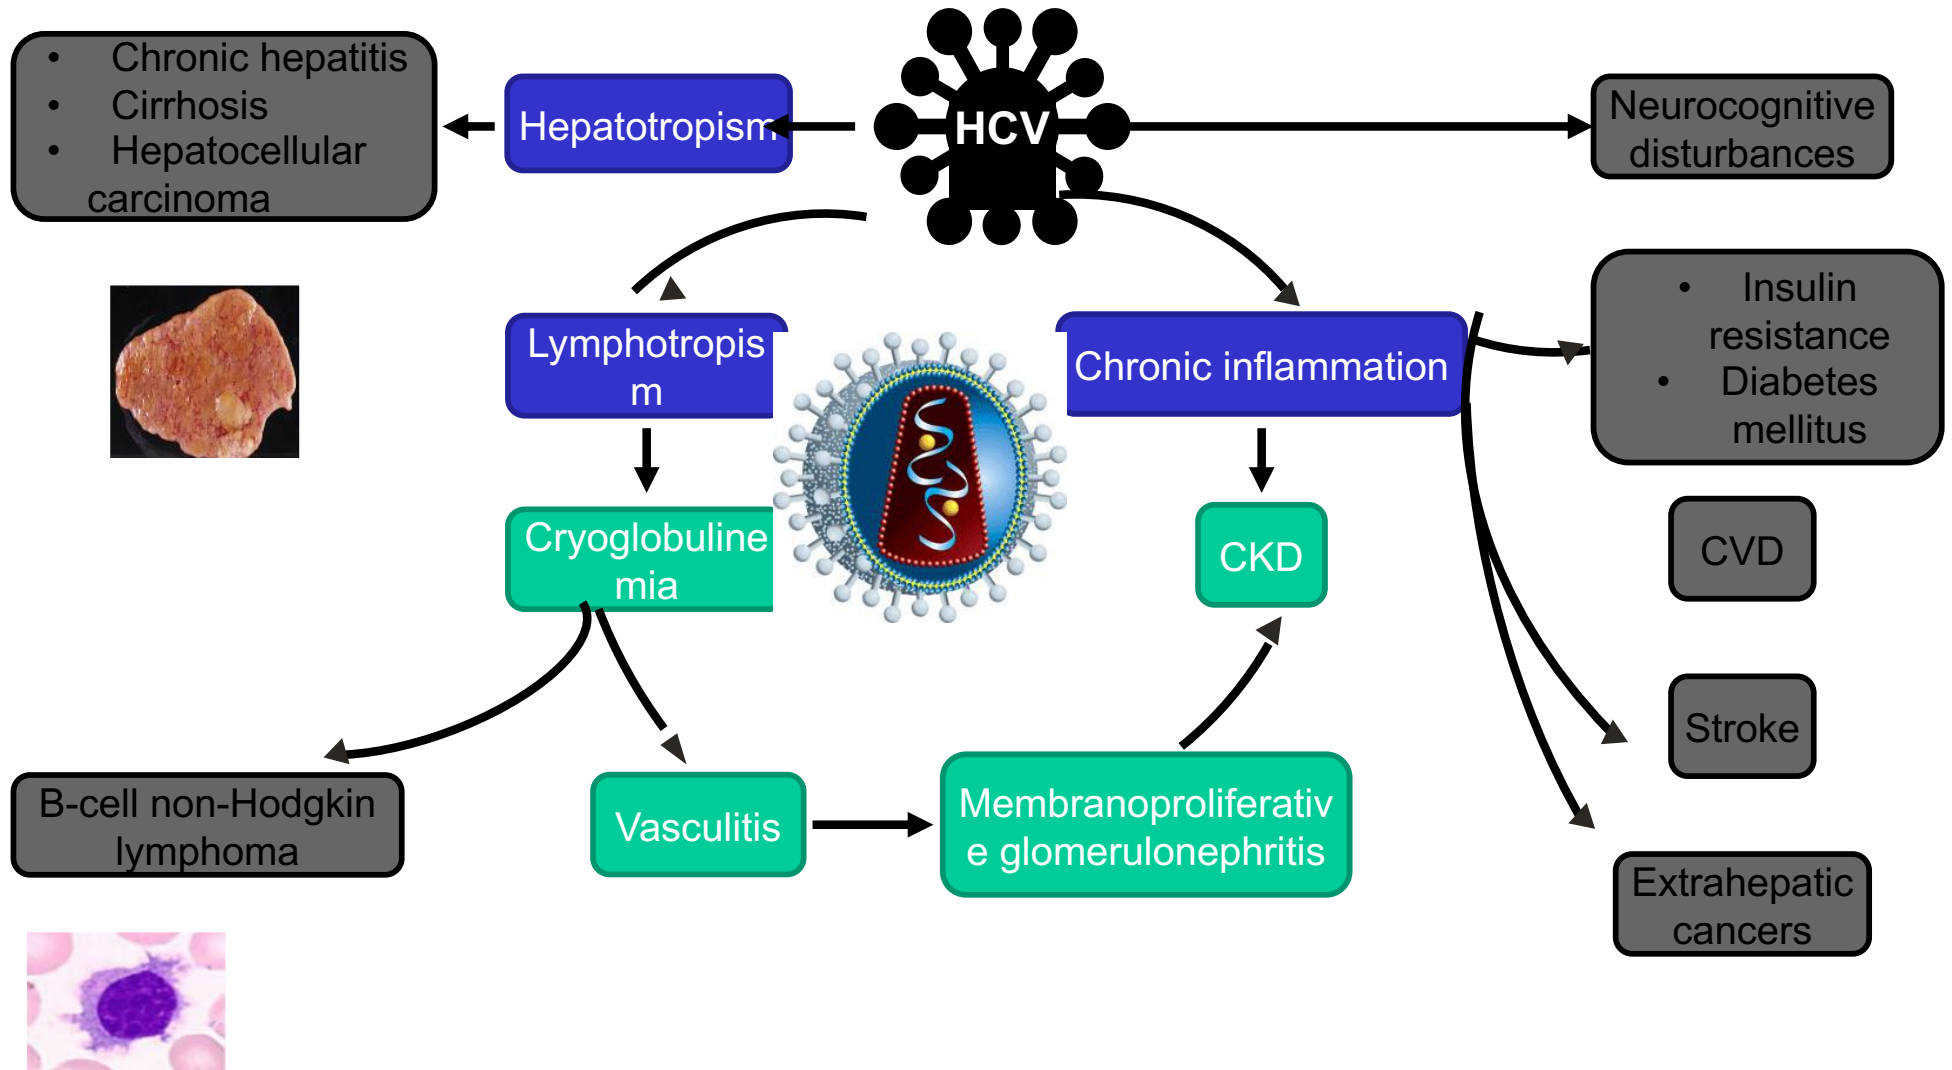 • Chronic hepatitis
• Cirrhosis
• Hepatocellular
carcinoma
Hepatotropism
HCV
Neurocognitive
disturbances
Lymphotropis
m
Chronic inflammation
• Insulin
resistance
• Diabetes
mellitus
Cryoglobuline
mia
CKD
CVD
Stroke
B-cell non-Hodgkin
lymphoma
Vasculitis
Membranoproliferativ
e glomerulonephritis
Extrahepatic
cancers